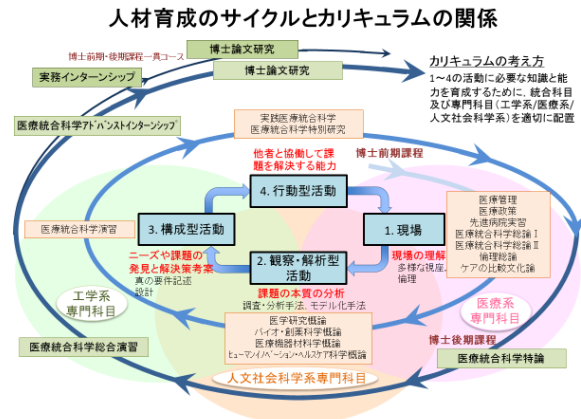 人材育成のサイクルとカリキュラムの関係
博士前期・後期課程一貫コース
博士論文研究
実務インターンシップ
博士論文研究
カリキュラムの考え方
1～4の活動に必要な知識と能
力を育成するために、統合科目
及び専門科目(工学系/医療系/
人文社会科学系)を適切に配置
医療統合科学アドバンストインターンシップ
実践医療統合科学
医療統合科学特別研究
他者と協働して課
題を解決する能力
博士前期課程
4. 行動型活動
医療管理
医療政策
先進病院実習
医療統合科学総論Ⅰ
医療統合科学総論Ⅱ
倫理総論
ケアの比較文化論
医療統合科学演習
3. 構成型活動
1. 現場
2. 観察・解析型
活動
ニーズや課題の
発見と解決策考案
真の要件記述
設計
現場の理解
多様な視座、
倫理
課題の本質の分析
調査・分析手法、モデル化手法
工学系
専門科目
医療系
専門科目
医学研究概論
バイオ・創薬科学概論
医療機器材科学概論
ヒューマンイノベーション・ヘルスケア科学概論
博士後期課程
医療統合科学総合演習
医療統合科学特論
人文社会科学系専門科目